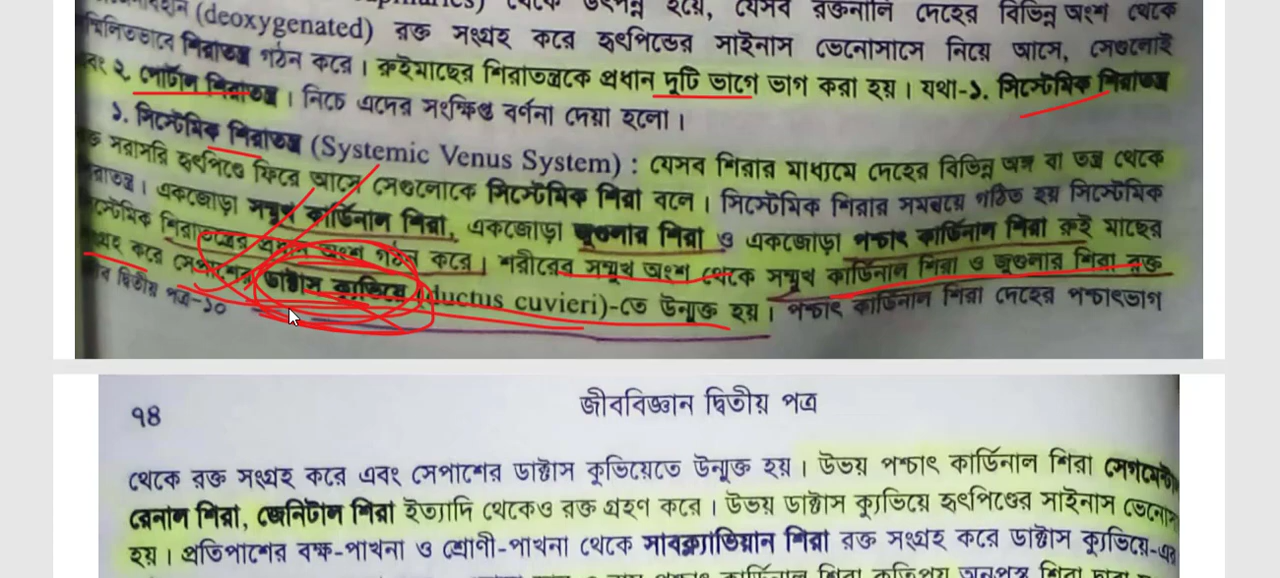 (deoxygenated) রক্ত সংগ্রহ করে হৃৎপিন্ডের সাইনাস ভেনোসাসে নিয়ে আসে, সেগুলোই
শিরাতন্ত্র গঠন করে। রুইমাছের শিরাতন্ত্রকে প্রধান দুটি ভাগে ভাগ করা হয়। যথা-১. সিস্টেমিক শিরাতন্ত্র
২. পোর্টাল শিরাতন্ত্র। নিচে এদের সংক্ষিপ্ত বর্ণনা দেয়া হলো।
১. সিস্টেমিক শিরাতন্ত্র (Systemic Venus System) : যেসব শিরার মাধ্যমে দেহের বিভিন্ন অঙ্গ বা তন্ত্র থেকে
সরাসরি হৃৎপিণ্ডে ফিরে আসে সেগুলোকে সিস্টেমিক শিরা বলে। সিস্টেমিক শিরার সমন্বয়ে গঠিত হয় সিস্টেমিক
একজোড়া সম্মুখ কার্ডিনাল শিরা, একজোড়া জুগুলার শিরা ও একজোড়া পশ্চাৎ কার্ডিনাল শিরা রুই মাছের
শিরাতন্ত্রের প্রধান অংশ গঠন করে। শরীরের সম্মুখ অংশ থেকে সম্মুখ কার্ডিনাল শিরা ও জুগুলার শিরা রক্ত
করে সেপাশের ডাক্টাস ক্যুভিয়ে (ductus cuvieri)-তে উন্মুক্ত হয়। পশ্চাৎ কার্ডিনাল শিরা দেহের পশ্চাৎভাগ
দ্বিতীয় পত্র-১০
৭৪
জীববিজ্ঞান দ্বিতীয় পত্র
থেকে রক্ত সংগ্রহ করে এবং সেপাশের ডাক্টাস কুভিয়েতে উন্মুক্ত হয়। উভয় পশ্চাৎ কার্ডিনাল শিরা
রেনাল শিরা, জেনিটাল শিরা ইত্যাদি থেকেও রক্ত গ্রহণ করে। উভয় ডাক্টাস ক্যুভিয়ে হৃৎপিণ্ডের সাইনাস
হয়। প্রতিপাশের বক্ষ-পাখনা ও শ্রোণী-পাখনা থেকে সাবক্ল্যাভিয়ান শিরা রক্ত সংগ্রহ করে ডাক্টাস ক্যুভিয়ে-এর